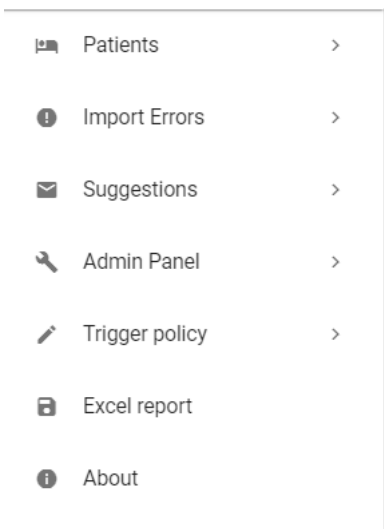 Patients
Import Errors
Suggestions
Admin Panel
Trigger policy
Excel report
About